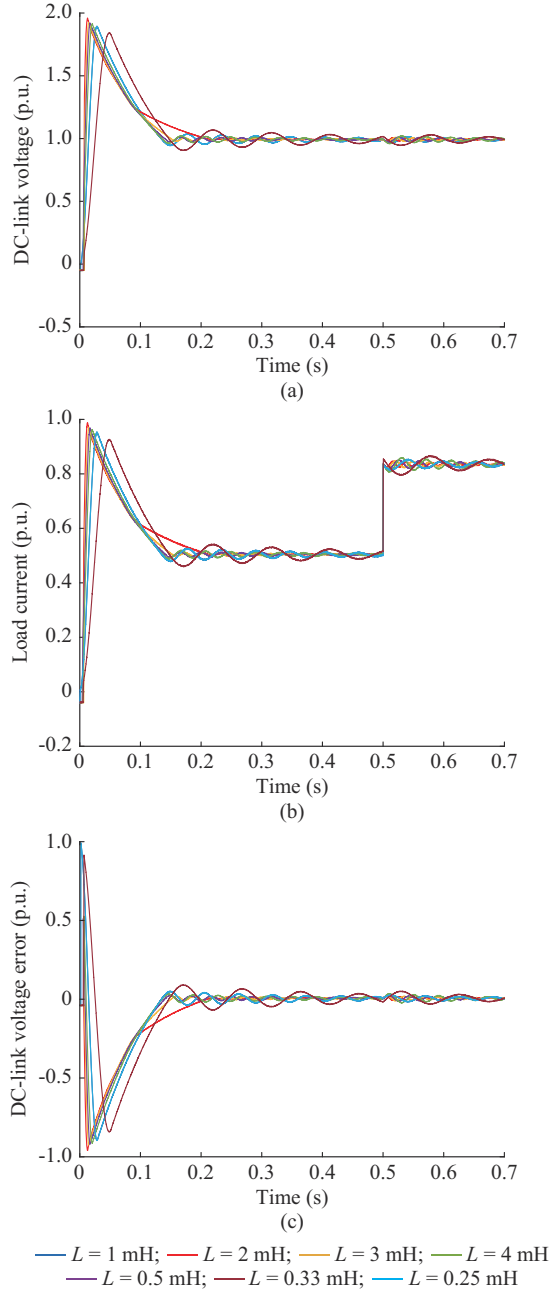 2.0
1.5
1.0
0.5
0
-0.5
DC-link voltage (p.u.)
0 0.1 0.2 0.3 0.4 0.5 0.6 0.7
Time (s)
(a)
1.0
0.8
0.6
0.4
0.2
0
-0.2
Load current (p.u.)
0 0.1 0.2 0.3 0.4 0.5 0.6 0.7
Time (s)
(b)
1.0
0.5
0
-0.5
-1.0
DC-link voltage error (p.u.)
0 0.1 0.2 0.3 0.4 0.5 0.6 0.7
Time (s)
(c)
L = 1 mH; L = 2 mH; L = 3 mH; L = 4 mH
L = 0.5 mH; L = 0.33 mH; L = 0.25 mH